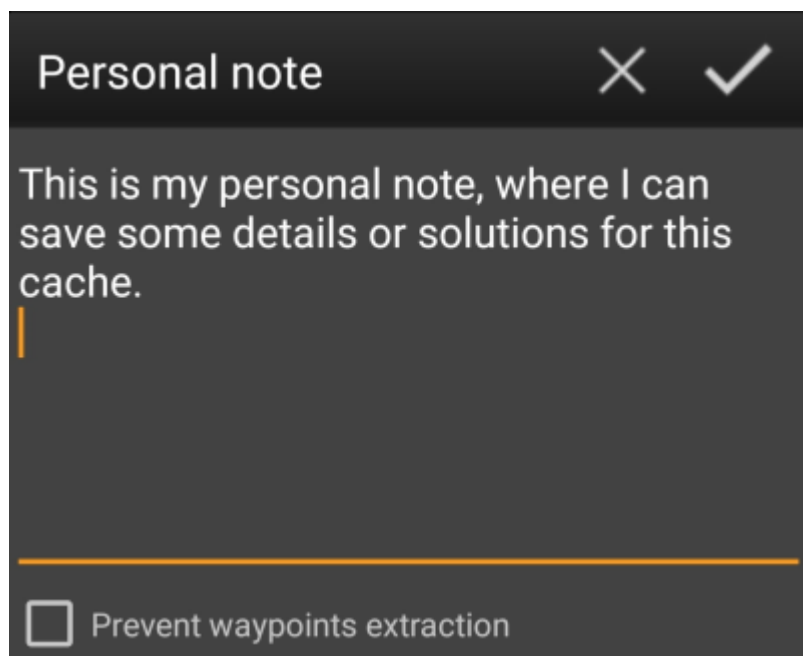 Personal note
This is my personal note, where I can
save some details or solutions for this
cache.
Prevent waypoints extraction